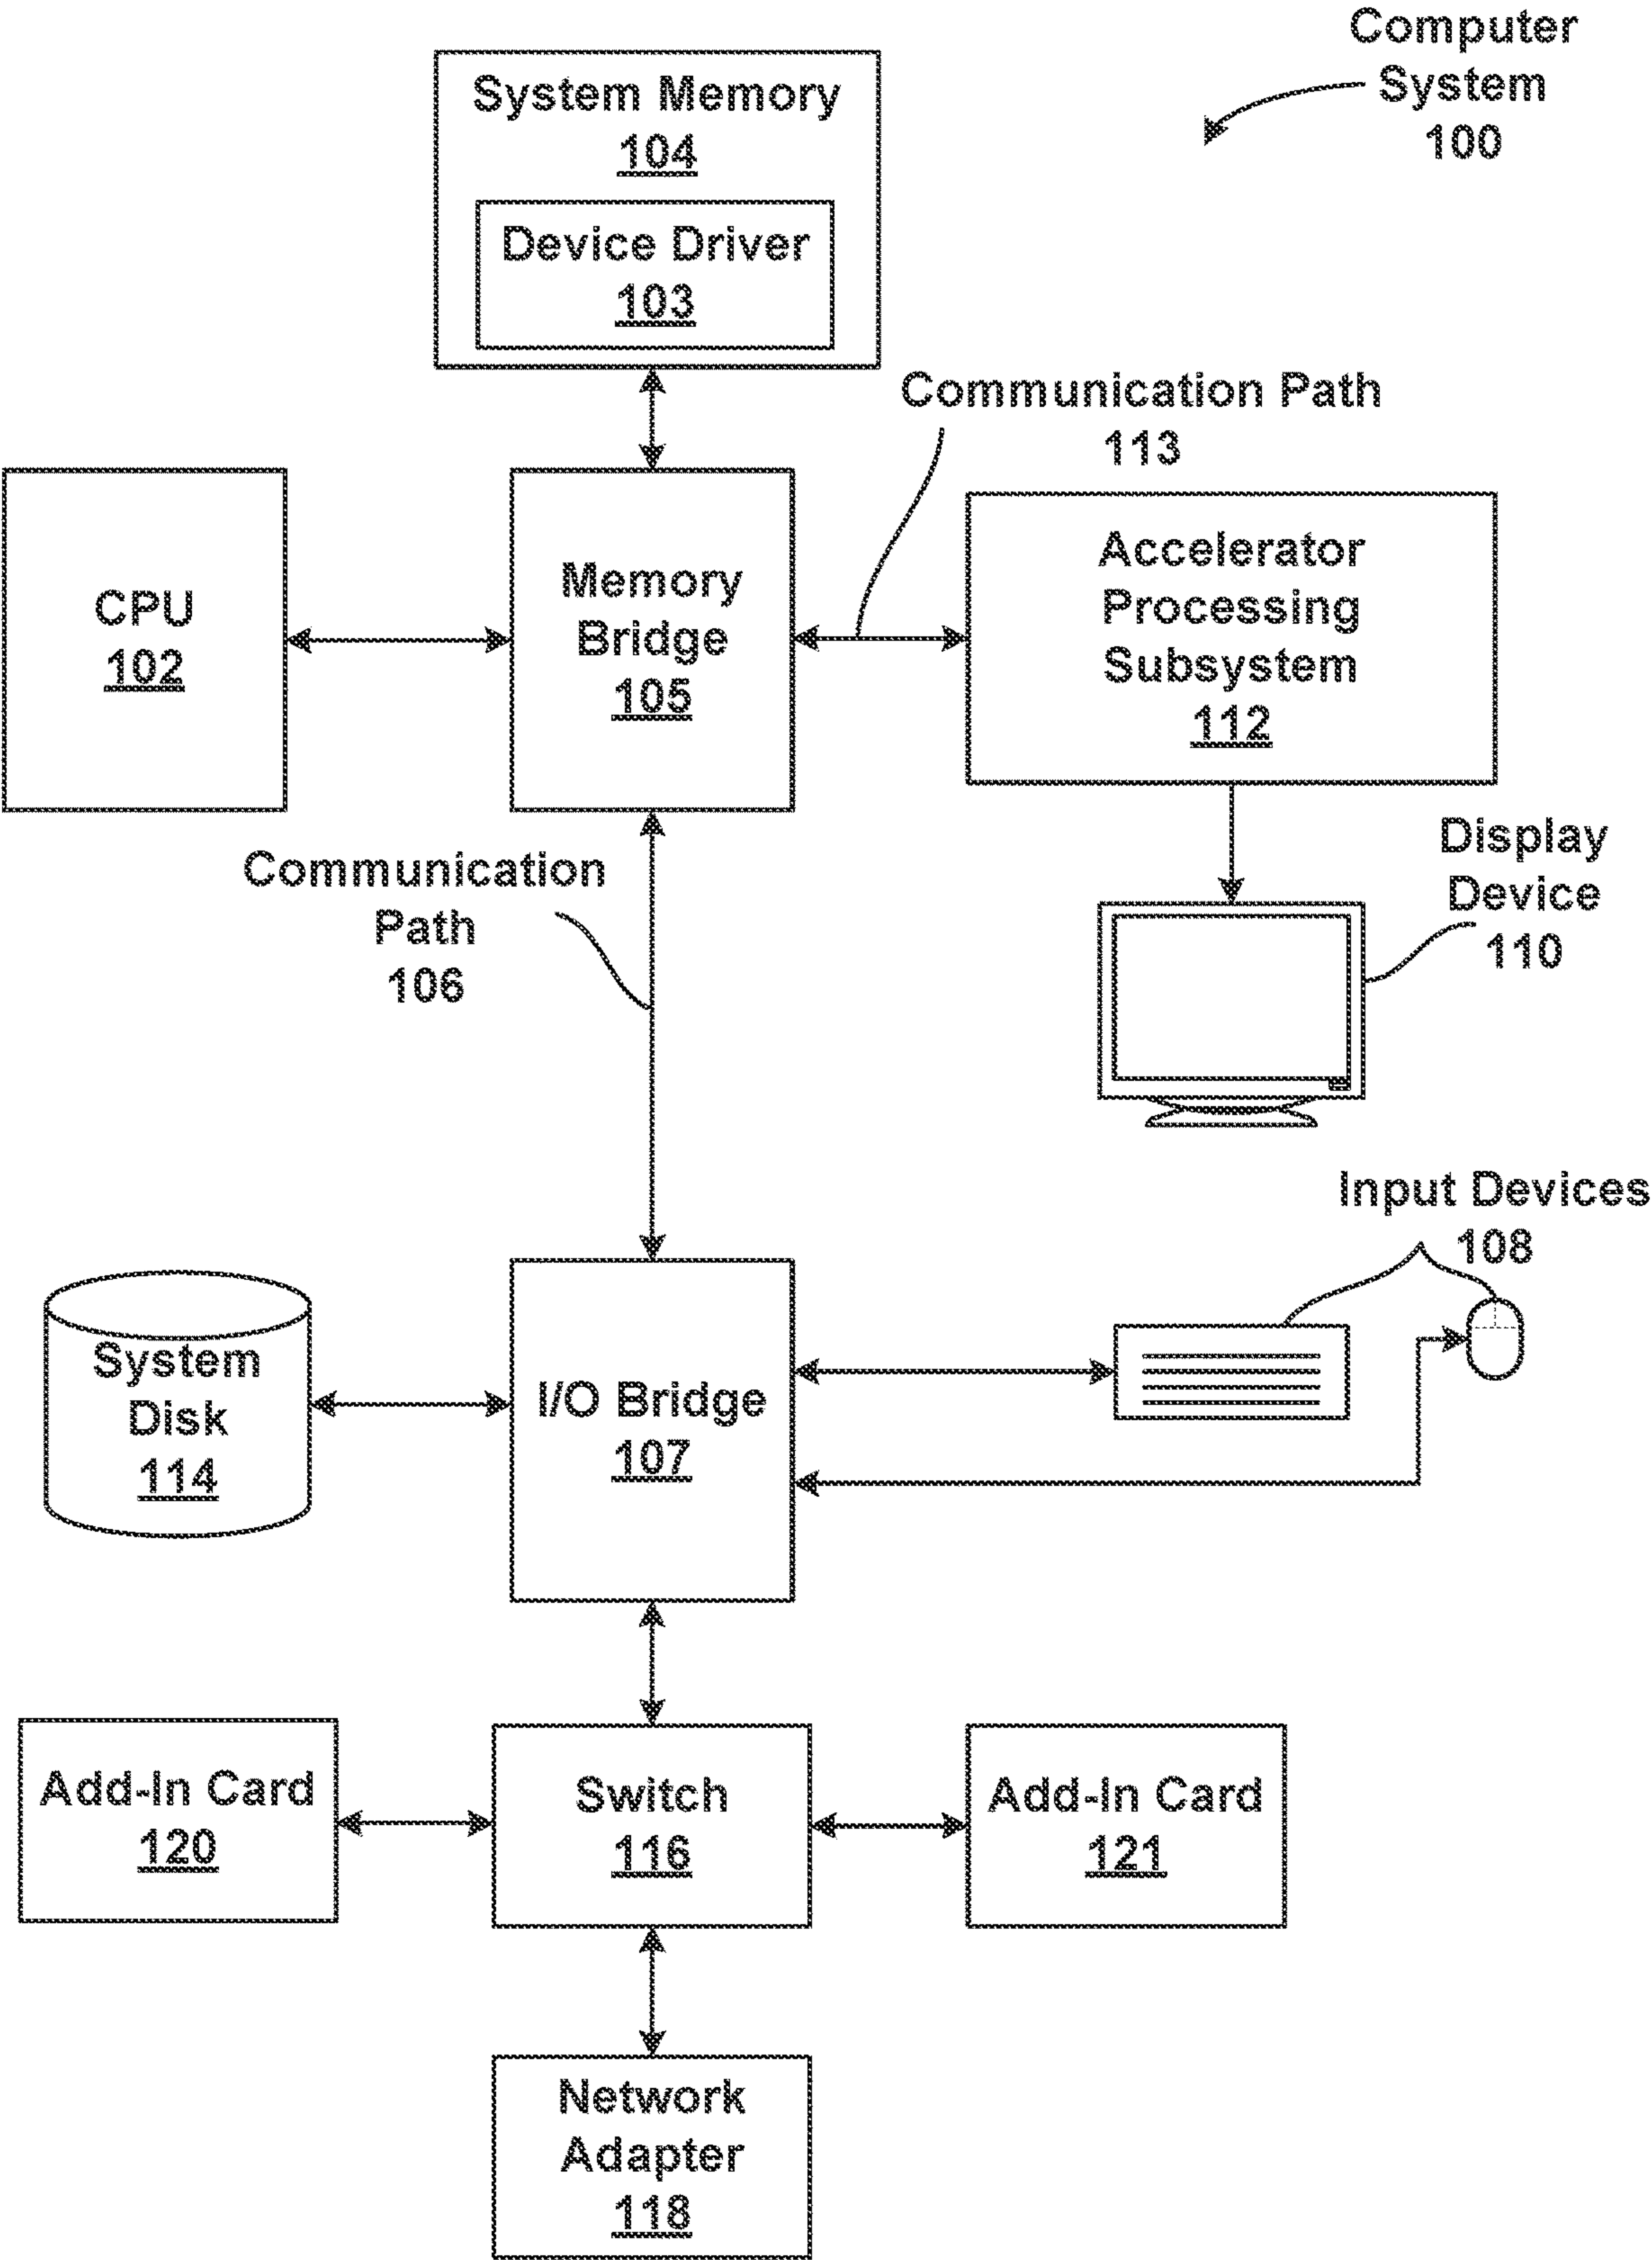 Computer
System
100
System Memory
104
Device Driver
103
Communication Path
113
CPU
102
Memory
Bridge
105
Accelerator
Processing
Subsystem
112
Communication
Path
106
Display
Device
110
Input Devices
108
System
Disk
114
I/O Bridge
107
Add-In Card
120
Switch
116
Add-In Card
121
Network
Adapter
118